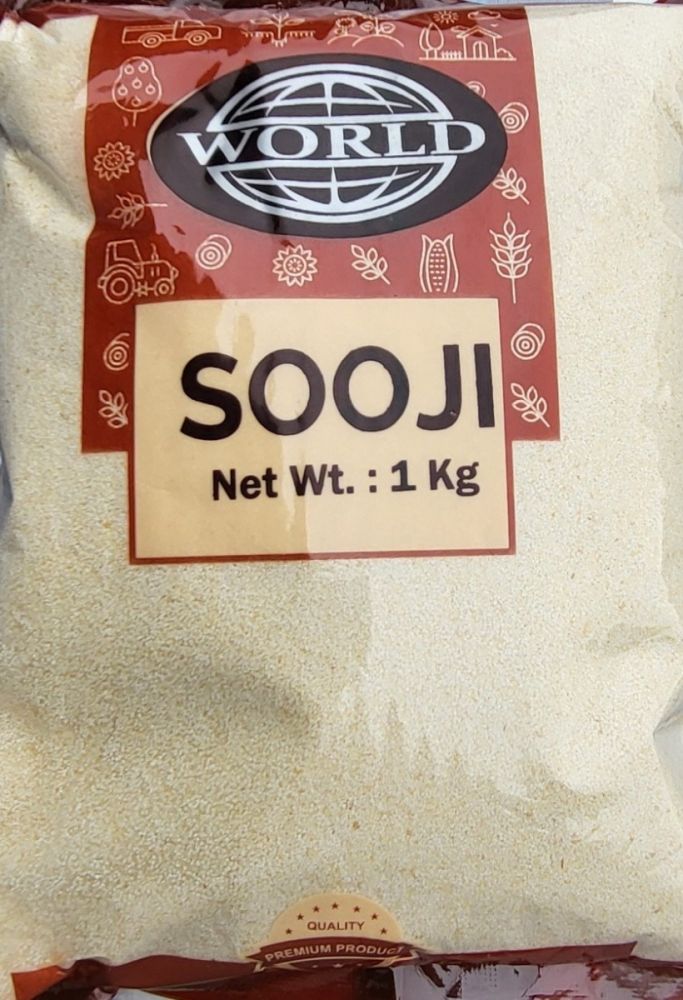 WORLD
SOOJI
Net Wt. : 1 Kg
QUALITY
PREMIUM PRODUCT